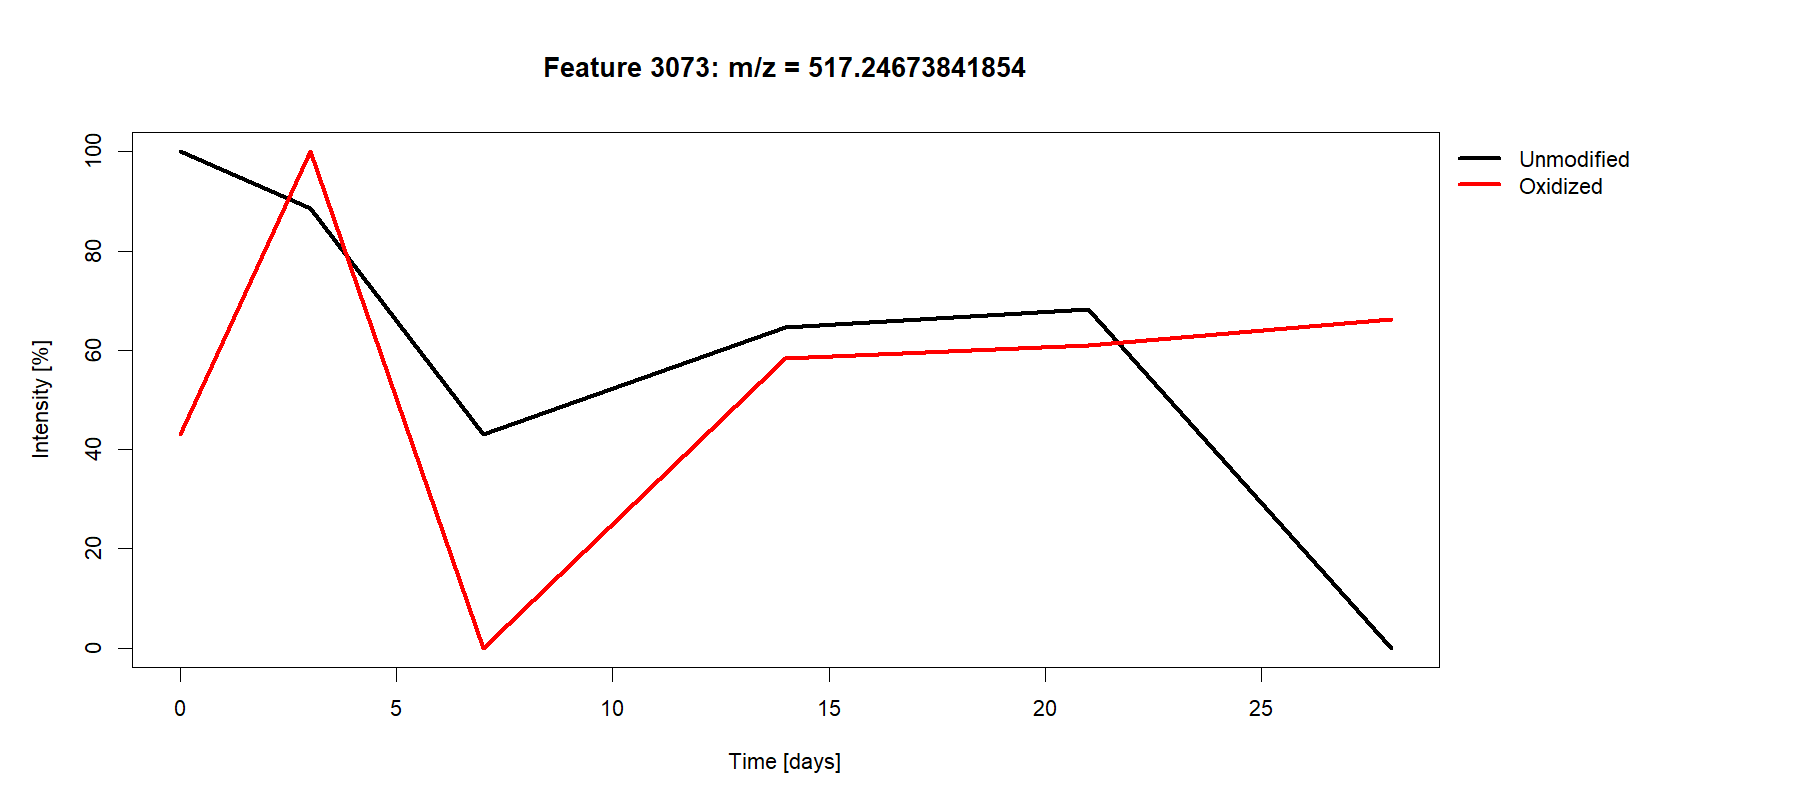 Feature 3073: m/z = 517.24673841854
Unmodified
Oxidized
Intensity [%]
100
80
60
40
20
0
0 5 10 15 20 25
Time [days]